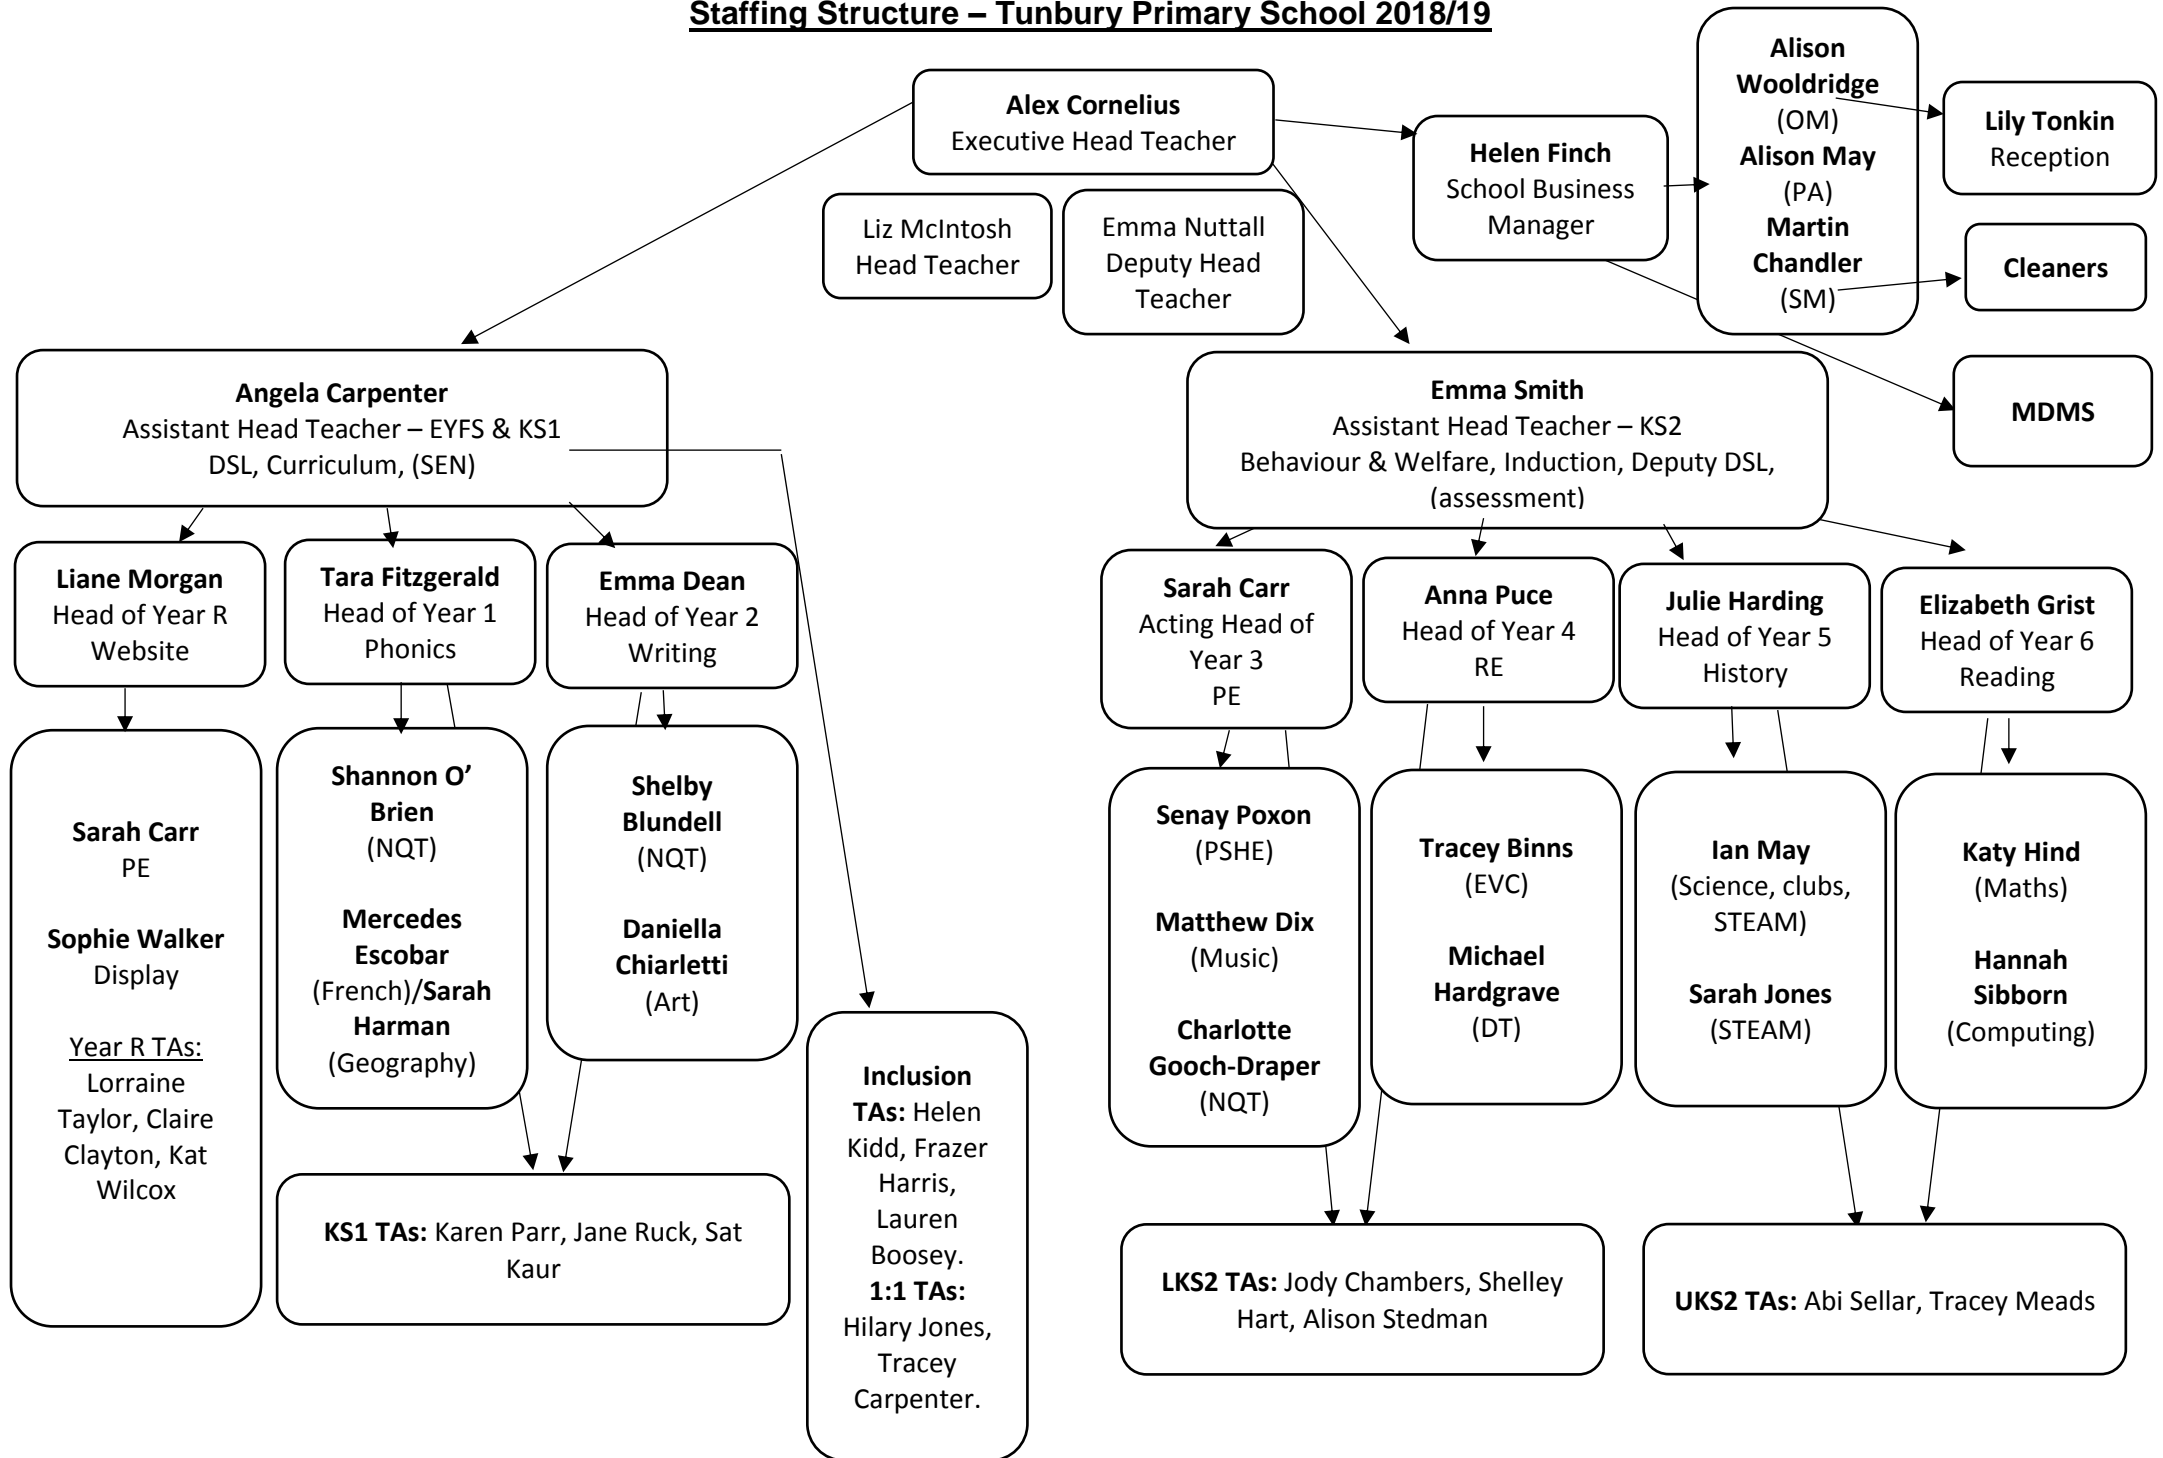 Staffing Structure – Tunbury Primary School 2018/19
Alex Cornelius
Executive Head Teacher
Liz McIntosh
Head Teacher
Emma Nuttall
Deputy Head
Teacher
Helen Finch
School Business
Manager
Alison
Wooldridge
(OM)
Alison May
(PA)
Martin
Chandler
(SM)
Lily Tonkin
Reception
Cleaners
MDMS
Angela Carpenter
Assistant Head Teacher – EYFS & KS1
DSL, Curriculum, (SEN)
Emma Smith
Assistant Head Teacher – KS2
Behaviour & Welfare, Induction, Deputy DSL,
(assessment)
Liane Morgan
Head of Year R
Website
Tara Fitzgerald
Head of Year 1
Phonics
Emma Dean
Head of Year 2
Writing
Sarah Carr
Acting Head of
Year 3
PE
Anna Puce
Head of Year 4
RE
Julie Harding
Head of Year 5
History
Elizabeth Grist
Head of Year 6
Reading
Sarah Carr
PE
Sophie Walker
Display
Year R TAs:
Lorraine
Taylor, Claire
Clayton, Kat
Wilcox
Shannon O’
Brien
(NQT)
Mercedes
Escobar
(French)/Sarah
Harman
(Geography)
Shelby
Blundell
(NQT)
Daniella
Chiarletti
(Art)
Inclusion
TAs: Helen
Kidd, Frazer
Harris,
Lauren
Boosey.
1:1 TAs:
Hilary Jones,
Tracey
Carpenter.
Senay Poxon
(PSHE)
Matthew Dix
(Music)
Charlotte
Gooch-Draper
(NQT)
Tracey Binns
(EVC)
Michael
Hardgrave
(DT)
Ian May
(Science, clubs,
STEAM)
Sarah Jones
(STEAM)
Katy Hind
(Maths)
Hannah
Sibborn
(Computing)
KS1 TAs: Karen Parr, Jane Ruck, Sat
Kaur
LKS2 TAs: Jody Chambers, Shelley
Hart, Alison Stedman
UKS2 TAs: Abi Sellar, Tracey Meads